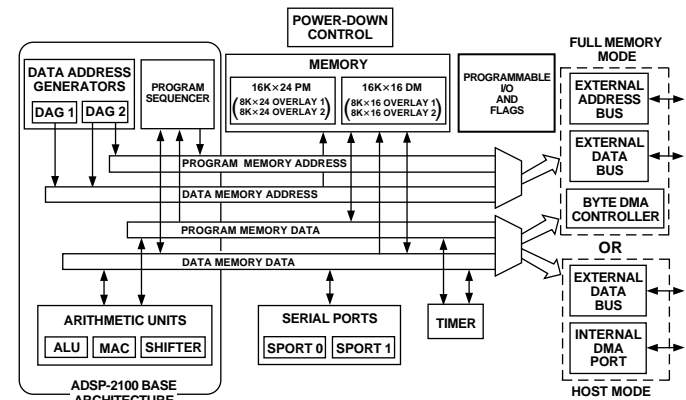 POWER-DOWN
CONTROL
FULL MEMORY
MODE
DATA ADDRESS
GENERATORS
DAG 1
DAG 2
PROGRAM
SEQUENCER
MEMORY
16K×24 PM
(8K×24 OVERLAY 1
8K×24 OVERLAY 2)
16K×16 DM
(8K×16 OVERLAY 1
8K×16 OVERLAY 2)
PROGRAMMABLE
I/O
AND
FLAGS
EXTERNAL
ADDRESS
BUS
EXTERNAL
DATA
BUS
BYTE DMA
CONTROLLER
OR
PROGRAM MEMORY ADDRESS
DATA MEMORY ADDRESS
PROGRAM MEMORY DATA
DATA MEMORY DATA
EXTERNAL
DATA
BUS
INTERNAL
DMA
PORT
HOST MODE
ARITHMETIC UNITS
ALU
MAC
SHIFTER
SERIAL PORTS
SPORT 0
SPORT 1
TIMER
ADSP-2100 BASE
ARCHITECTURE